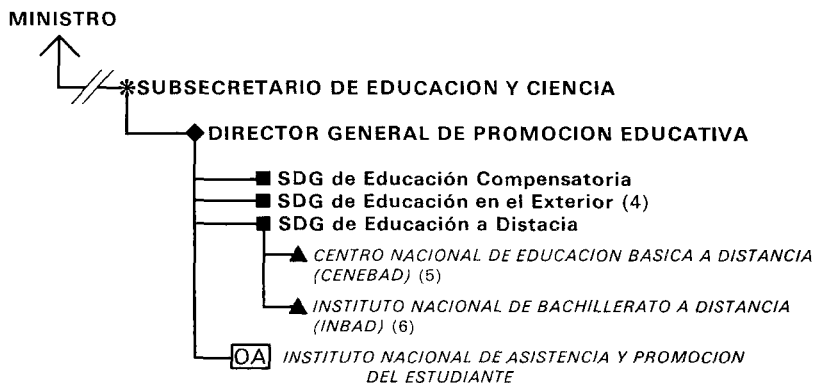 MINISTRO
SUBSECRETARIO DE EDUCACION Y CIENCIA
DIRECTOR GENERAL DE PROMOCION EDUCATIVA
SDG de Educación Compensatoria
SDG de Educación en el Exterior (4)
SDG de Educación a Distacia
CENTRO NACIONAL DE EDUCACION BASICA A DISTANCIA
(CENEBAD) (5)
INSTITUTO NACIONAL DE BACHILLERATO A DISTANCIA
(INBAD) (6)
OA INSTITUTO NACIONAL DE ASISTENCIA Y PROMOCION
DEL ESTUDIANTE